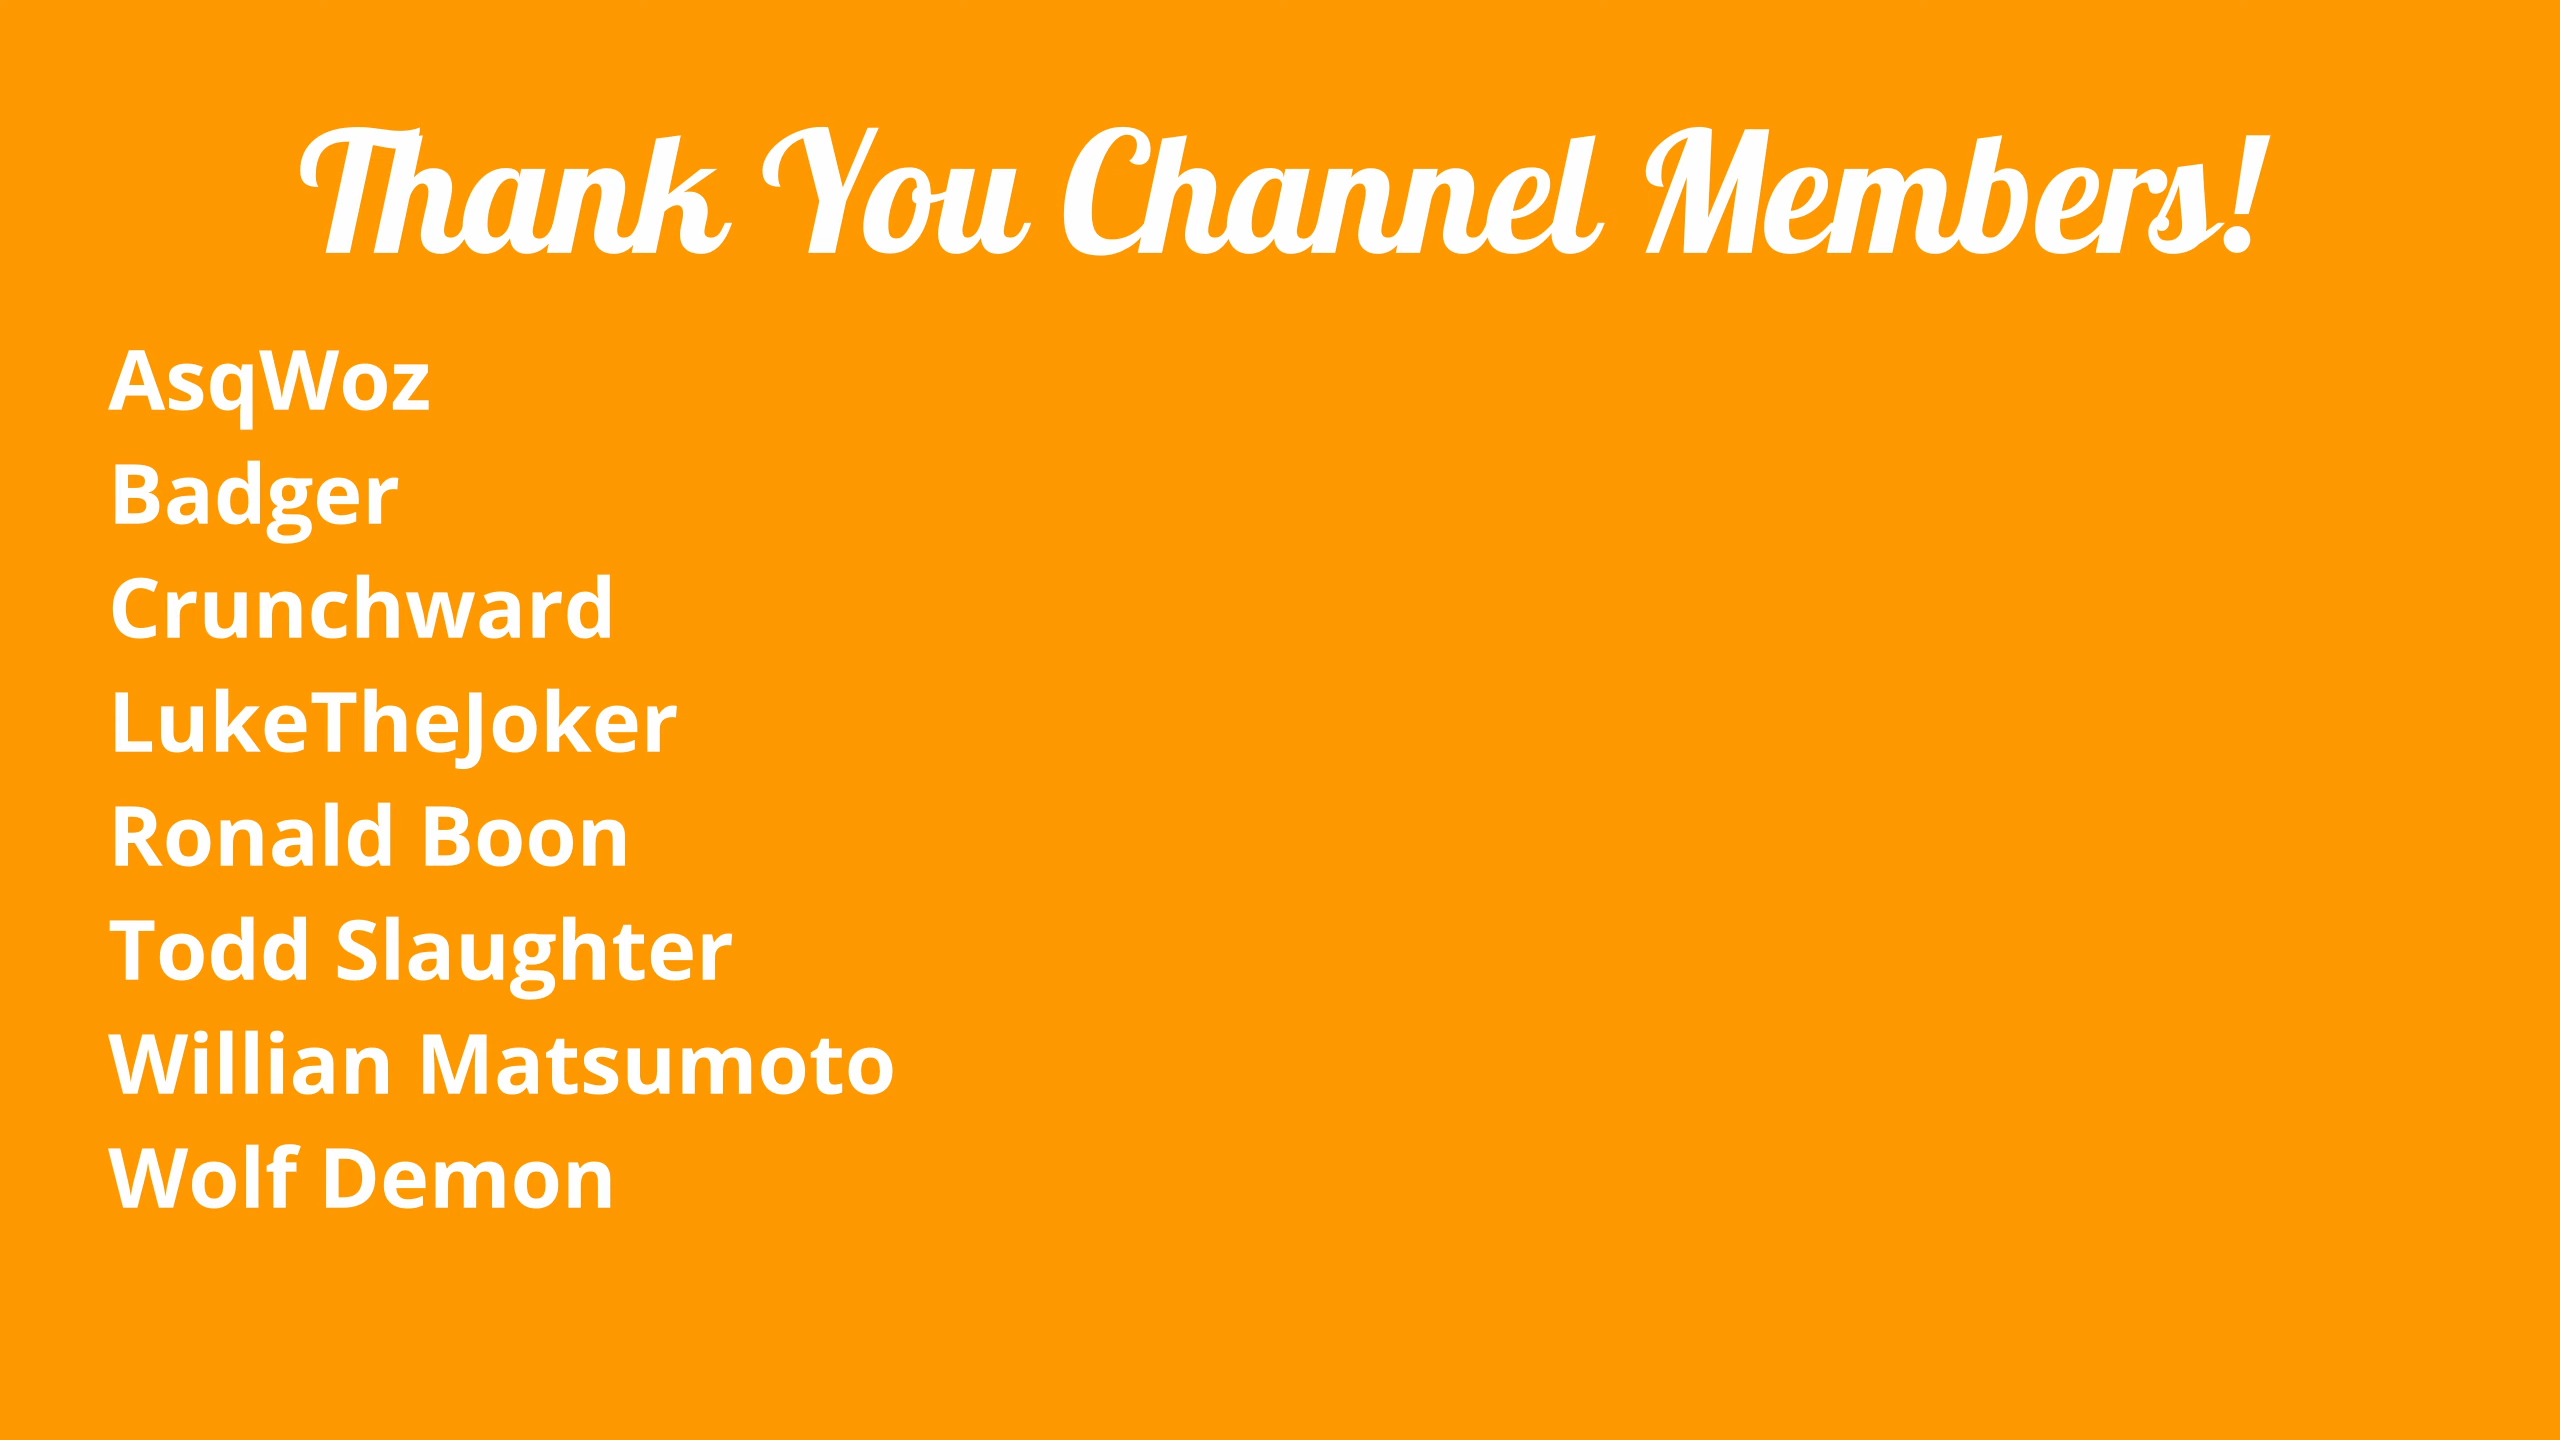 Thank You Channel Members!
AsqWoz
Badger
Crunchward
LukeTheJoker
Ronald Boon
Todd Slaughter
Willian Matsumoto
Wolf Demon